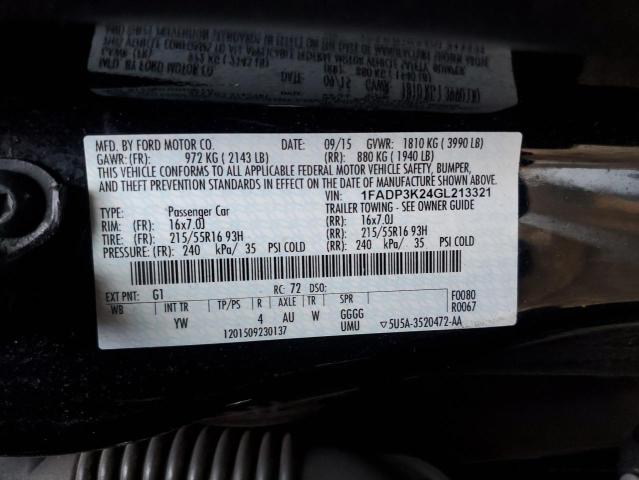 MFD. BY FORD MOTOR CO. DATE: 09/15 GVWR: 1810 KG ( 3990 LB)
GAWR:(FR): 972 KG ( 2143 LB) (RR): 880 KG ( 1940 LB)
THIS VEHICLE CONFORMS TO ALL APPLICABLE FEDERAL MOTOR VEHICLE SAFETY, BUMPER,
AND THEFT PREVENTION STANDARDS IN EFFECT ON THE DATE OF MANUFACTURE SHOWN ABOVE.
VIN: 1FADP3K24GL213321
TYPE: Passenger Car TRAILER TOWING - SEE OWNER GUIDE
RIM: (FR): 16x7.0J (RR): 16x7.0J
TIRE: (FR): 215/55R16 93H (RR): 215/55R16 93H
PRESSURE: (FR): 240 kPa/ 35 PSI COLD (RR): 240 kPa/ 35 PSI COLD
EXT PNT: G1 RC: 72 DSO: F0080
WB INT TR TP/PS R AXLE TR SPR R0067
YW 4 AU W GGGG
UMU ▽5U5A-3520472-AA
1201509230137